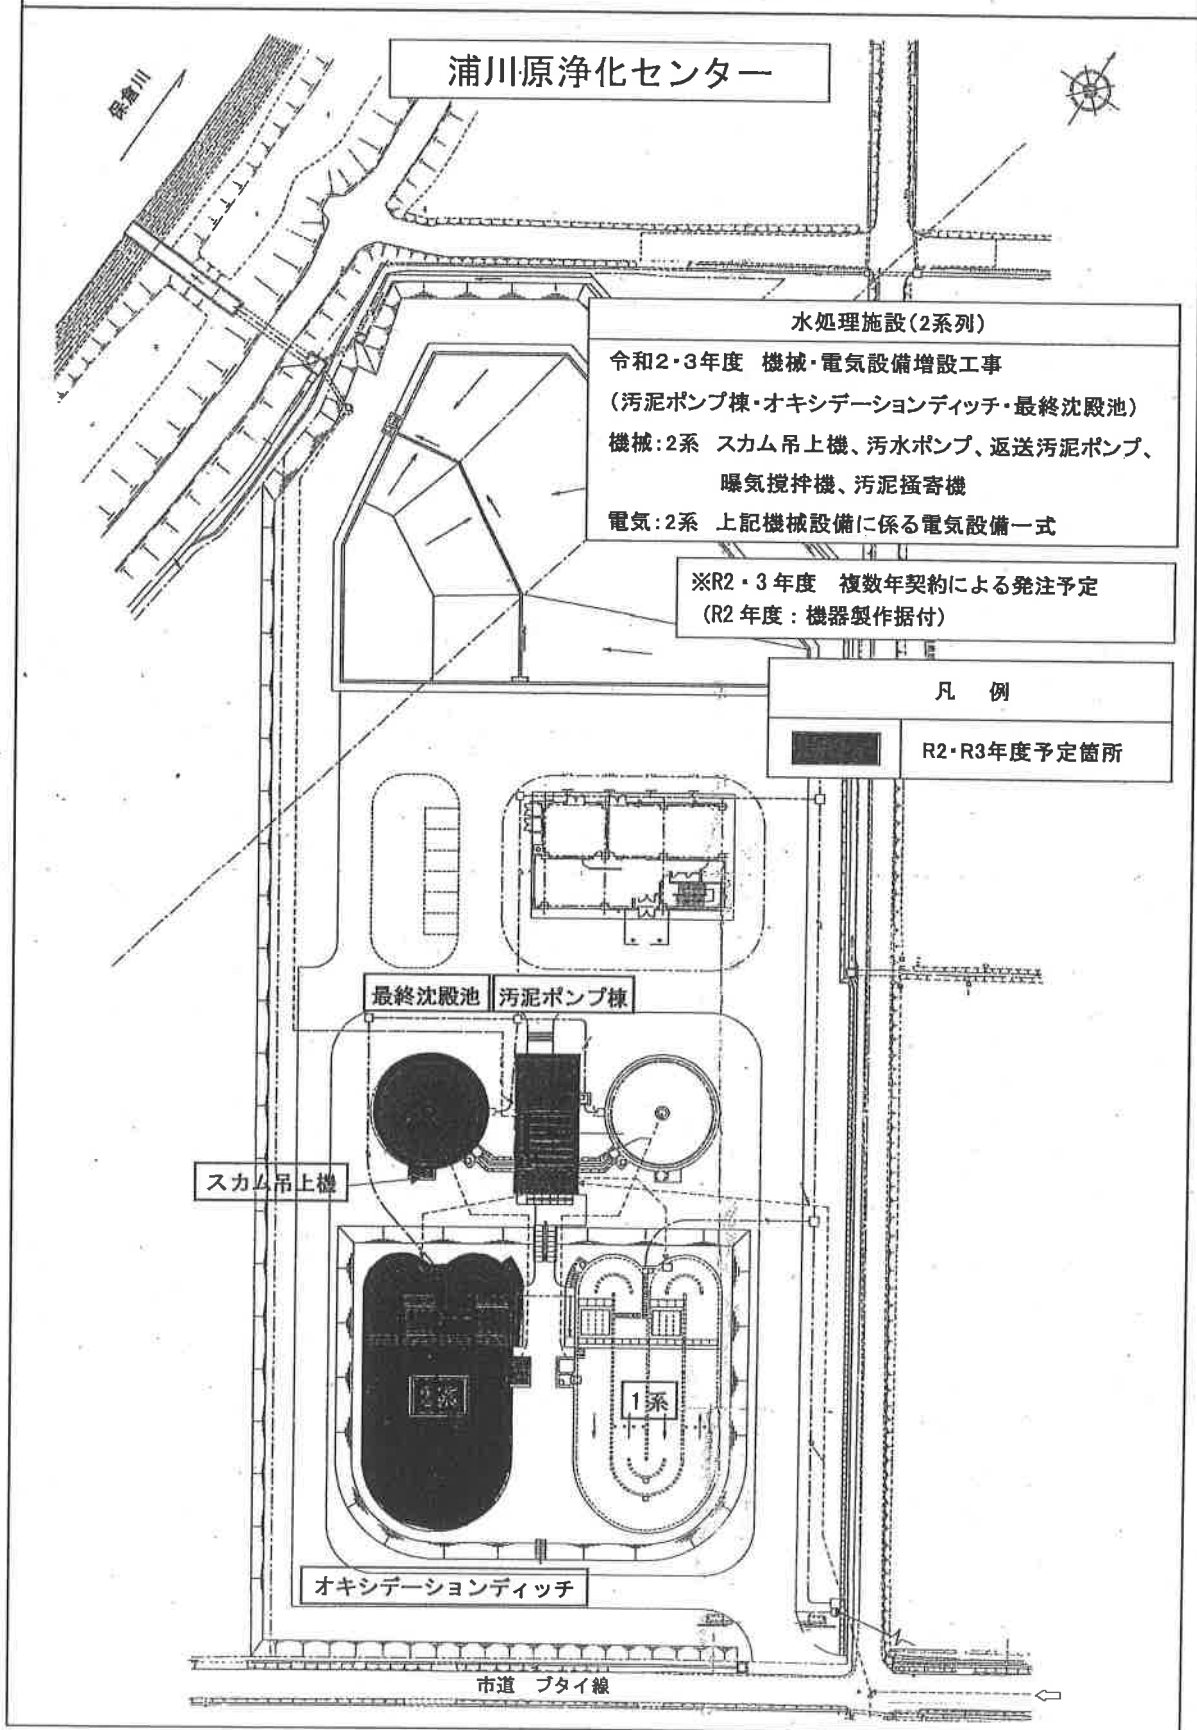 浦川原浄化センター
保倉川
水処理施設(2系列)
令和2・3年度 機械・電気設備増設工事
(汚泥ポンプ棟・オキシデーションディッチ・最終沈殿池)
機械:2系 スカム吊上機、汚水ポンプ、返送汚泥ポンプ、
曝気撹拌機、汚泥掻寄機
電気:2系 上記機械設備に係る電気設備一式
※R2・3年度 複数年契約による発注予定
(R2年度:機器製作据付)
凡 例
R2・R3年度予定箇所
最終沈殿池
汚泥ポンプ棟
スカム吊上機
2系
1系
オキシデーションディッチ
市道 ブタイ線